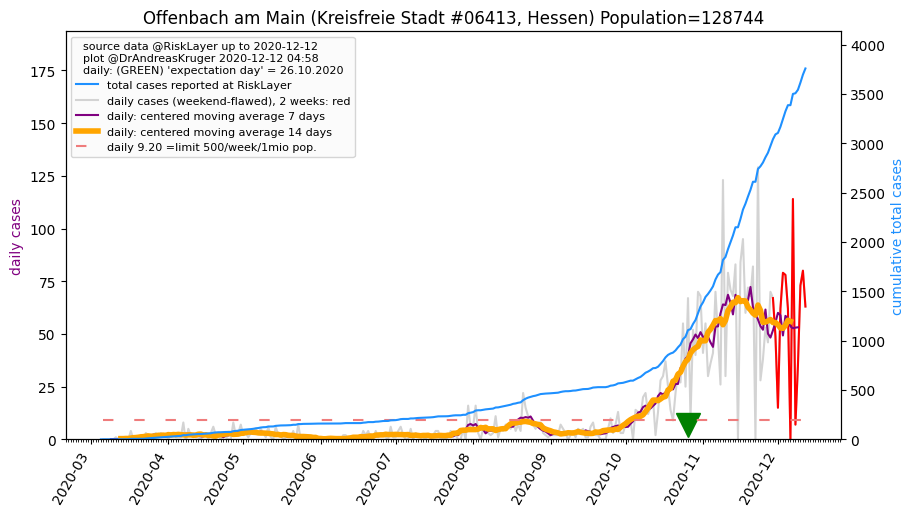 Offenbach am Main (Kreisfreie Stadt #06413, Hessen) Population=128744
source data @RiskLayer up to 2020-12-12
plot @DrAndreasKruger 2020-12-12 04:58
daily: (GREEN) 'expectation day' = 26.10.2020
total cases reported at RiskLayer
daily cases (weekend-flawed), 2 weeks: red
daily: centered moving average 7 days
daily: centered moving average 14 days
daily 9.20 =limit 500/week/1mio pop.
daily cases
175
150
125
100
75
50
25
0
cumulative total cases
4000
3500
3000
2500
2000
1500
1000
500
0
2020-03
2020-04
2020-05
2020-06
2020-07
2020-08
2020-09
2020-10
2020-11
2020-12